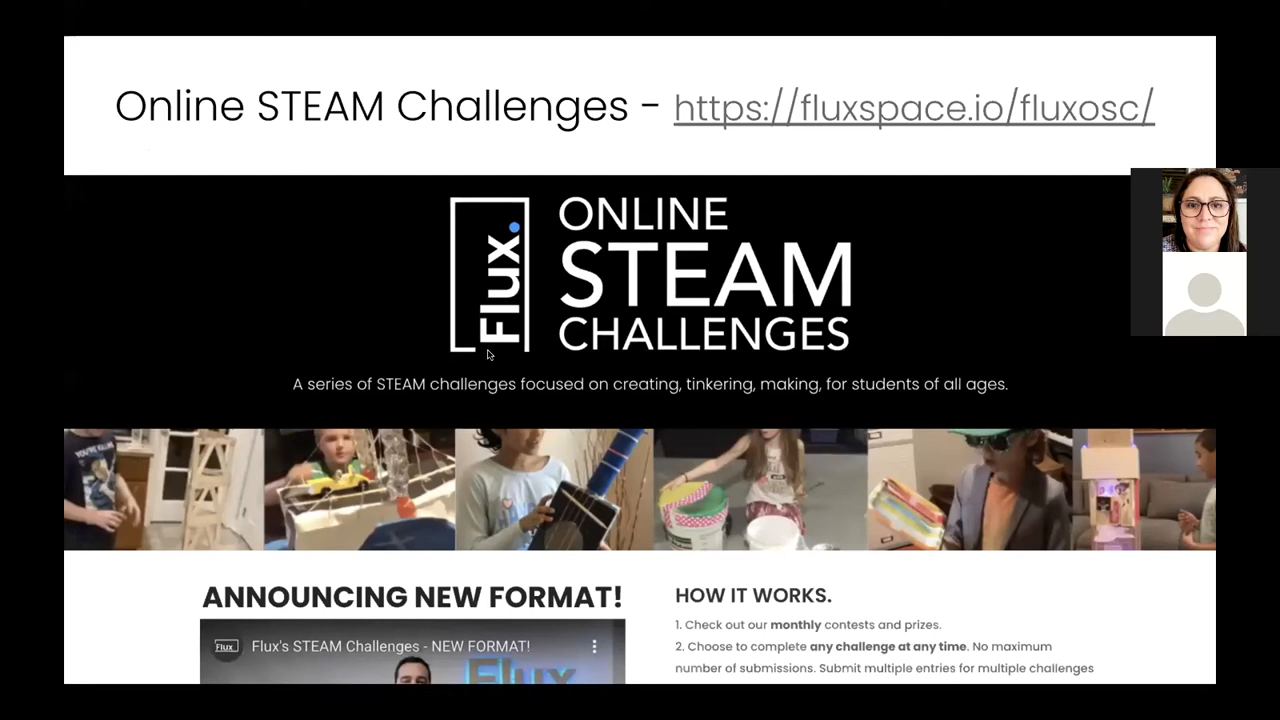 Online STEAM Challenges - https://fluxspace.io/fluxosc/
Flux.
ONLINE
STEAM
CHALLENGES
A series of STEAM challenges focused on creating, tinkering, making, for students of all ages.
ANNOUNCING NEW FORMAT!
Flux.
Flux's STEAM Challenges - NEW FORMAT!
Flux
HOW IT WORKS.
1. Check out our monthly contests and prizes.
2. Choose to complete any challenge at any time. No maximum
number of submissions. Submit multiple entries for multiple challenges